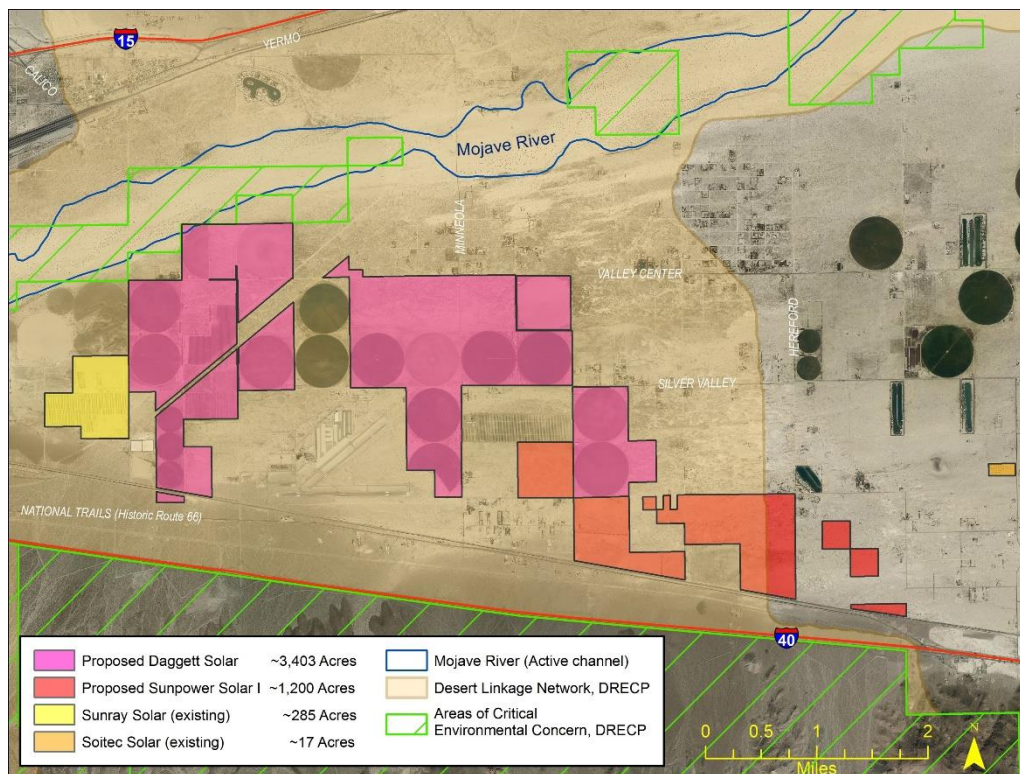 15
YERMO
CALICO
Mojave River
MINNEOLA
VALLEY CENTER
HEREFORD
SILVER VALLEY
NATIONAL TRAILS (Historic Route 66)
40
Proposed Daggett Solar ~3,403 Acres
Proposed Sunpower Solar I ~1,200 Acres
Sunray Solar (existing) ~285 Acres
Soitec Solar (existing) ~17 Acres
Mojave River (Active channel)
Desert Linkage Network, DRECP
Areas of Critical
Environmental Concern, DRECP
0 0.5 1 2
Miles
N